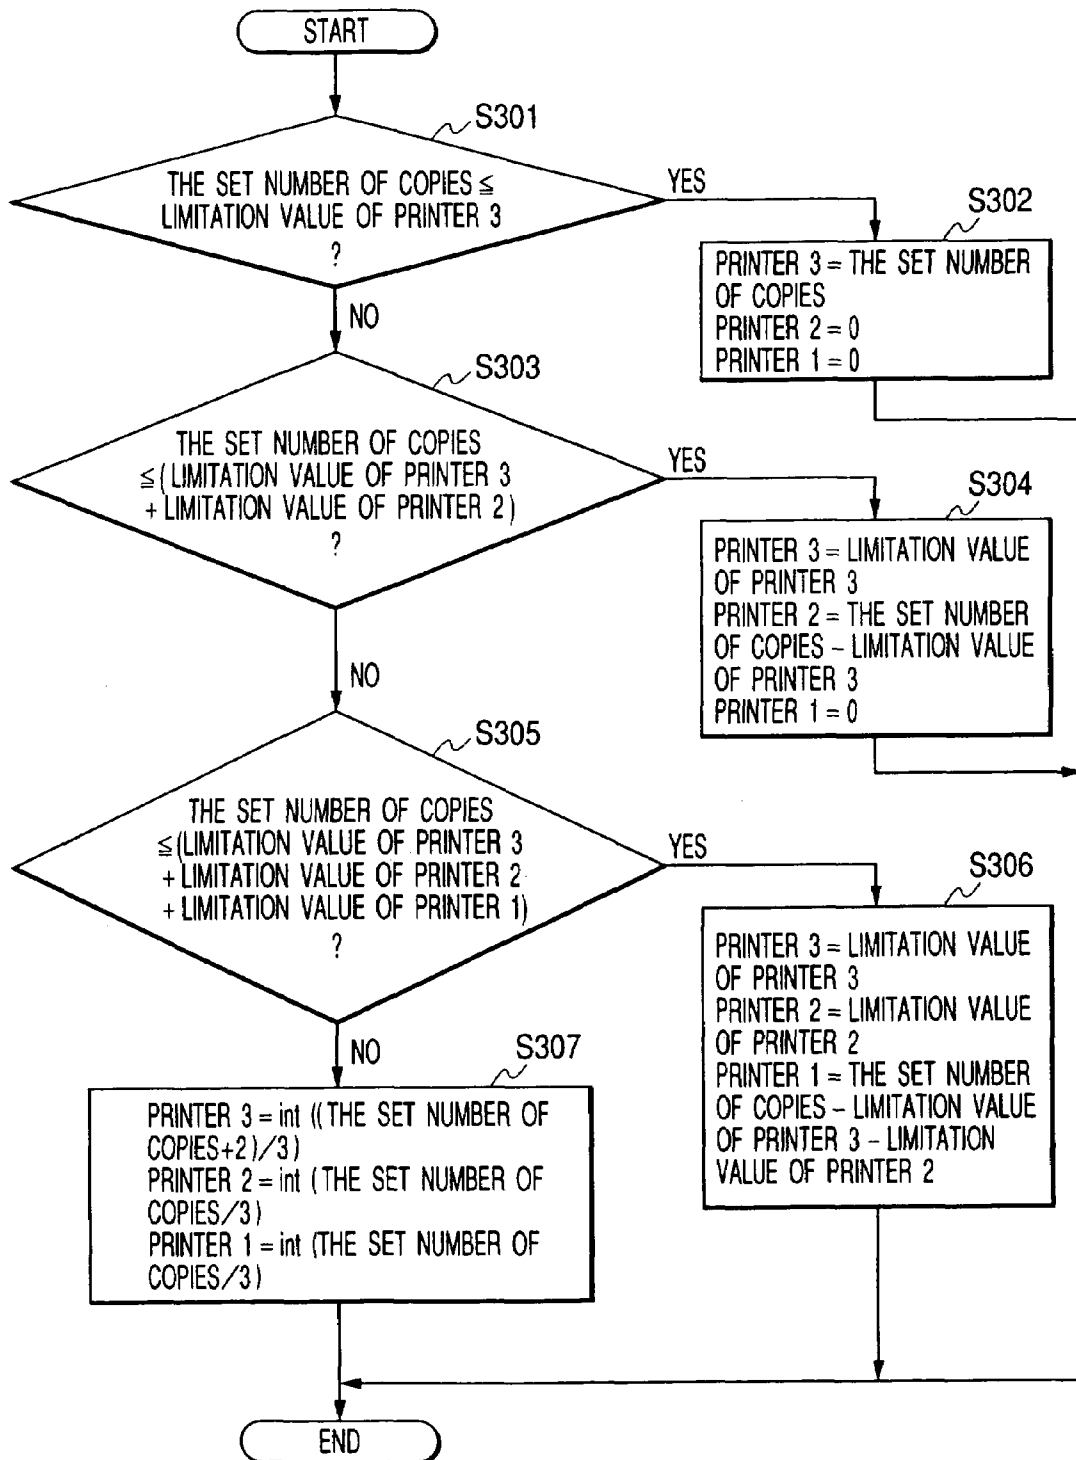 START
S301
THE SET NUMBER OF COPIES ≦
LIMITATION VALUE OF PRINTER 3
?
YES
NO
S302
PRINTER 3 = THE SET NUMBER
OF COPIES
PRINTER 2 = 0
PRINTER 1 = 0
S303
THE SET NUMBER OF COPIES
≦(LIMITATION VALUE OF PRINTER 3
+ LIMITATION VALUE OF PRINTER 2)
?
YES
NO
S304
PRINTER 3 = LIMITATION VALUE
OF PRINTER 3
PRINTER 2 = THE SET NUMBER
OF COPIES – LIMITATION VALUE
OF PRINTER 3
PRINTER 1 = 0
S305
THE SET NUMBER OF COPIES
≦(LIMITATION VALUE OF PRINTER 3
+ LIMITATION VALUE OF PRINTER 2
+ LIMITATION VALUE OF PRINTER 1)
?
YES
NO
S306
PRINTER 3 = LIMITATION VALUE
OF PRINTER 3
PRINTER 2 = LIMITATION VALUE
OF PRINTER 2
PRINTER 1 = THE SET NUMBER
OF COPIES – LIMITATION VALUE
OF PRINTER 3 – LIMITATION
VALUE OF PRINTER 2
S307
PRINTER 3 = int ((THE SET NUMBER OF
COPIES+2)/3)
PRINTER 2 = int (THE SET NUMBER OF
COPIES/3)
PRINTER 1 = int (THE SET NUMBER OF
COPIES/3)
END